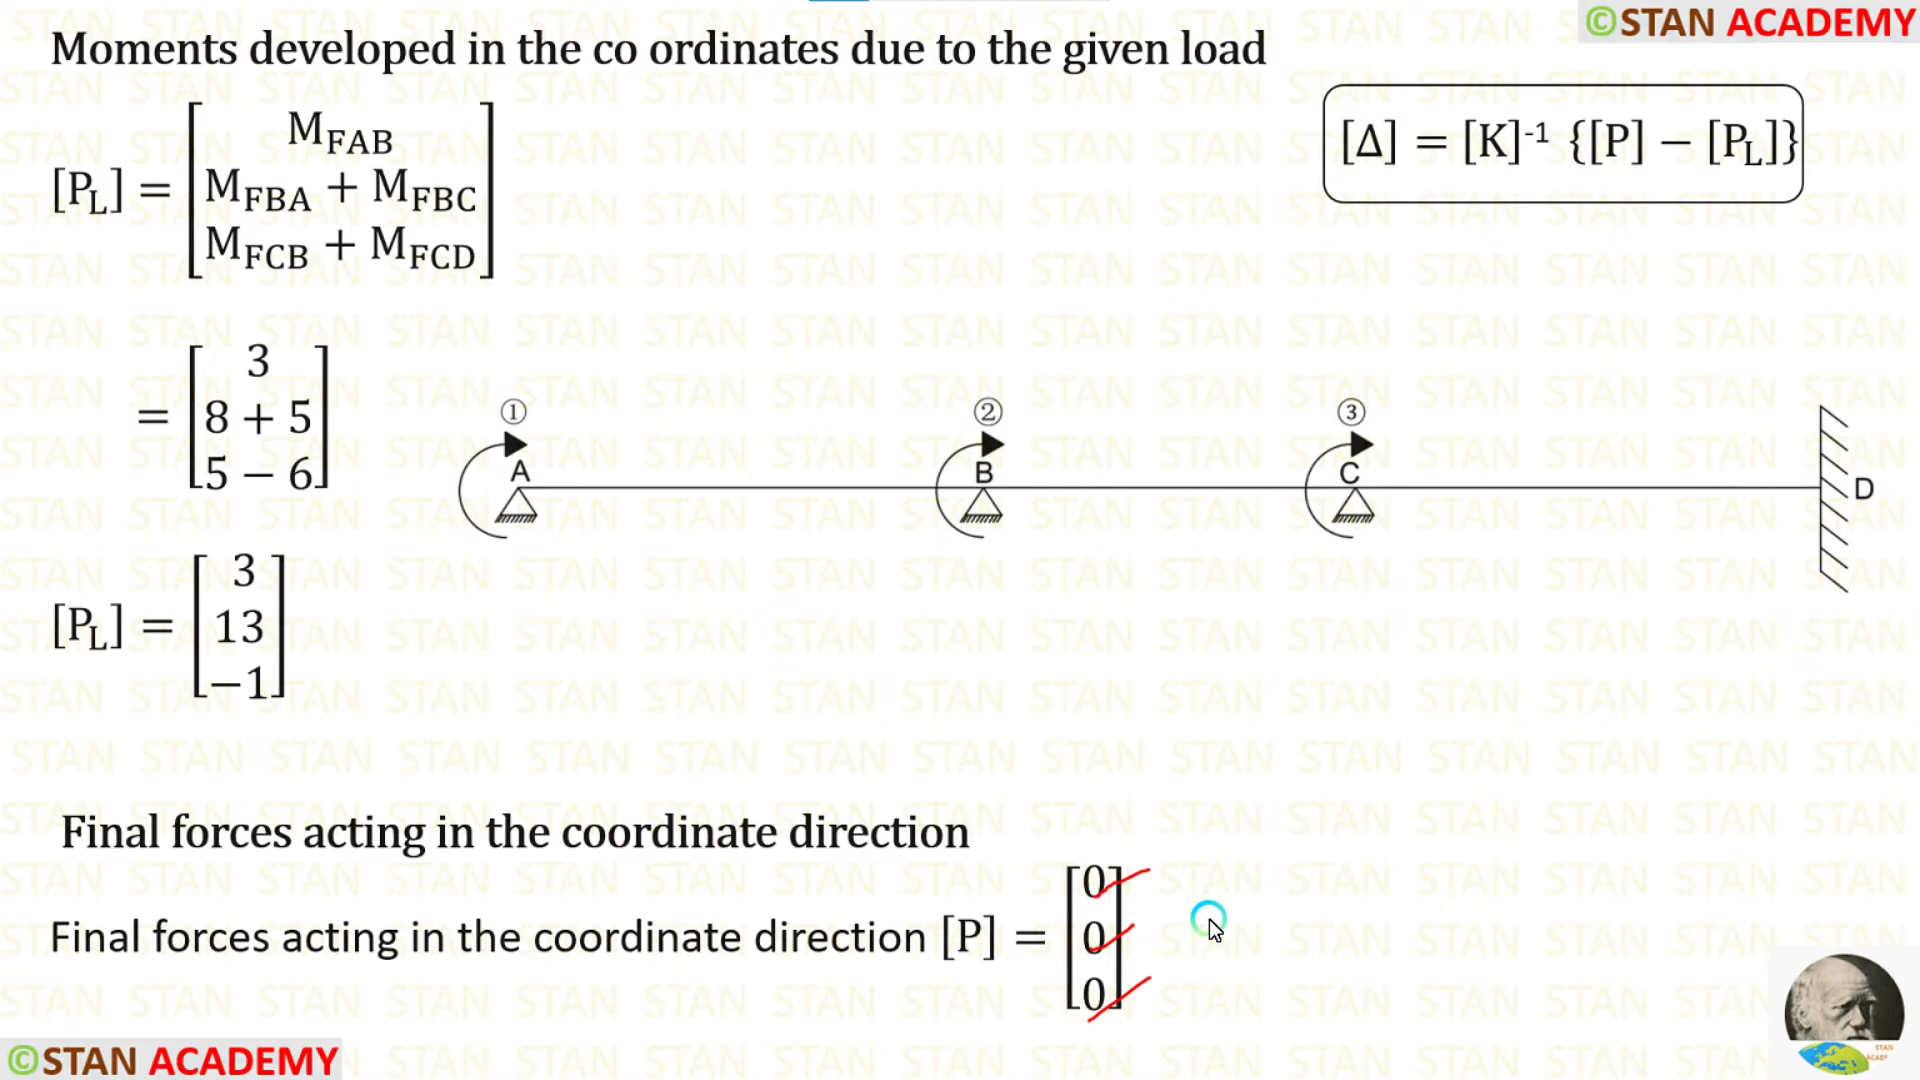 ©STAN ACADEMY
Moments developed in the co ordinates due to the given load
[Δ] = [K]⁻¹ {[P] − [P_L]}
[P_L] = [M_FAB
M_FBA + M_FBC
M_FCB + M_FCD]
= [3
8 + 5
5 − 6]
① ② ③
A B C D
[P_L] = [3
13
−1]
Final forces acting in the coordinate direction
Final forces acting in the coordinate direction [P] = [0
0
0]
©STAN ACADEMY